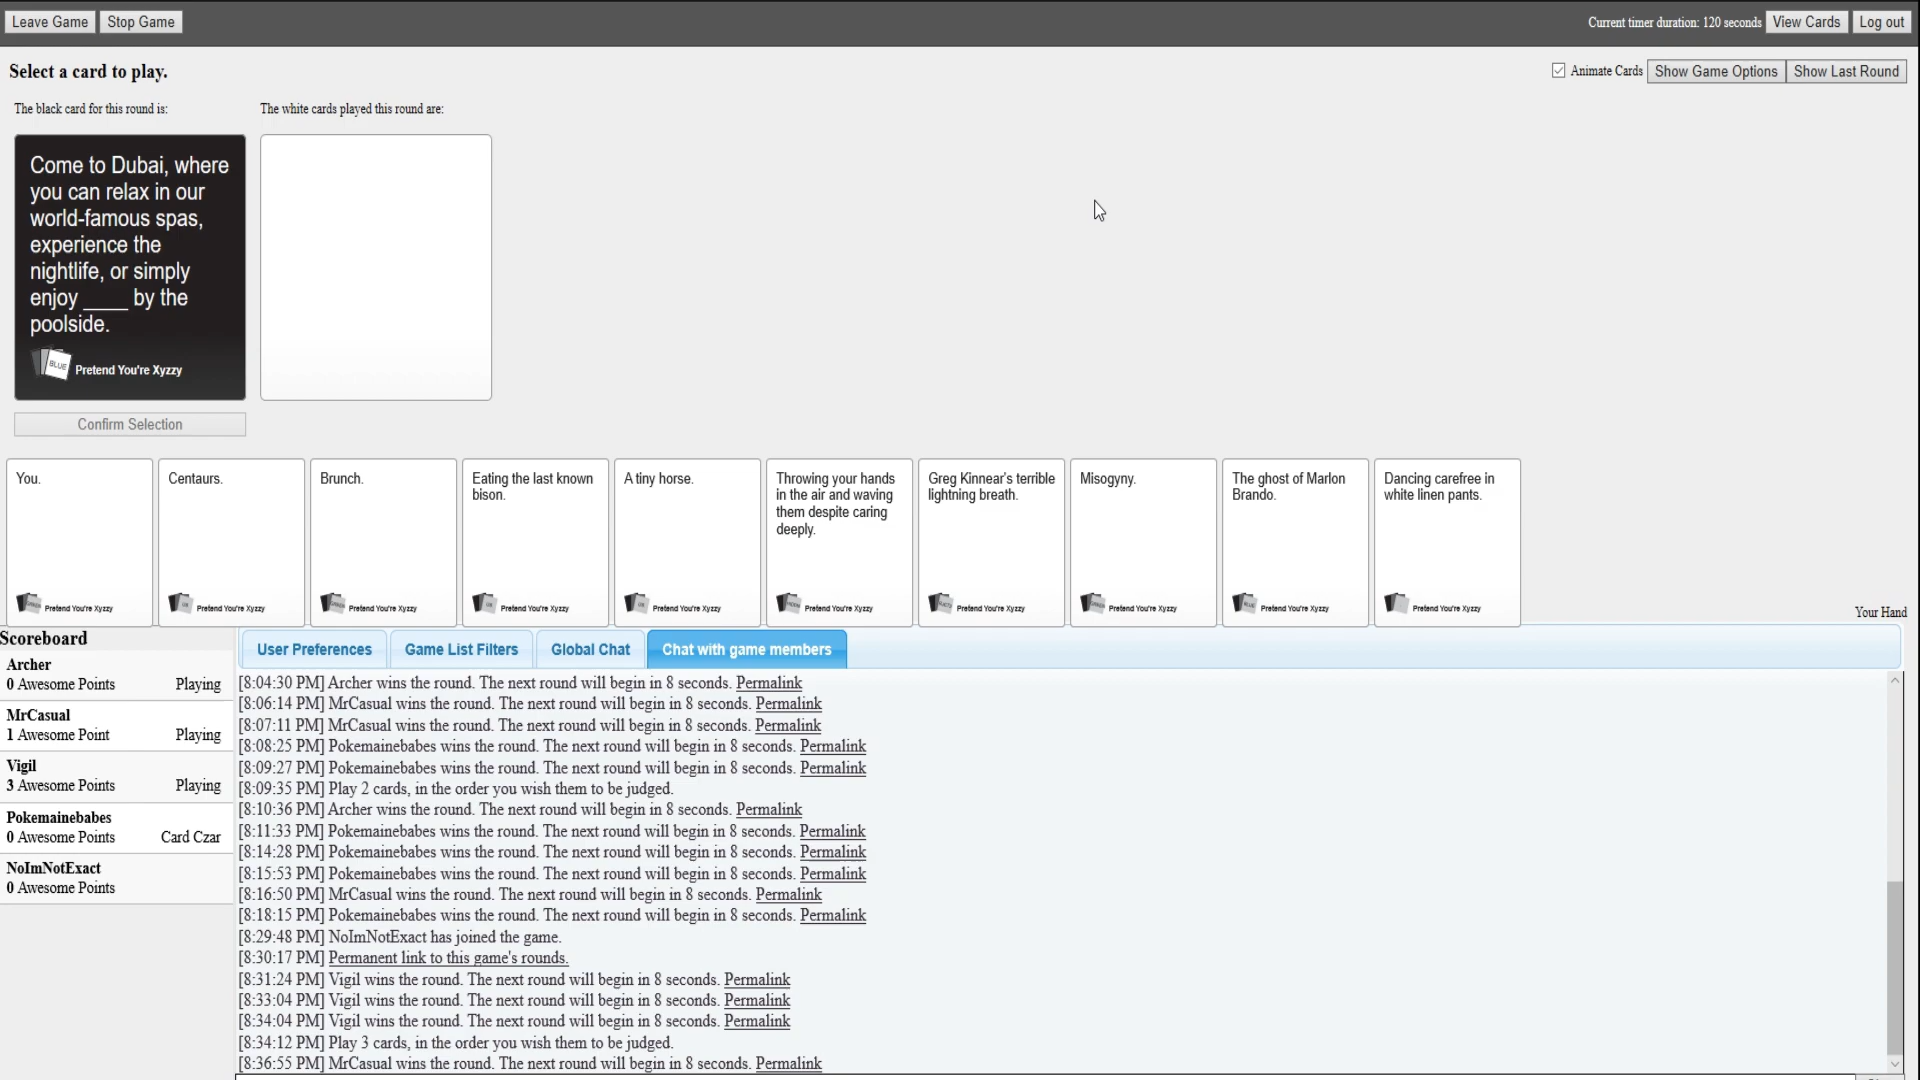 Leave Game Stop Game Current timer duration: 120 seconds View Cards Log out
Select a card to play. Animate Cards Show Game Options Show Last Round
The black card for this round is: The white cards played this round are:
Come to Dubai, where
you can relax in our
world-famous spas,
experience the
nightlife, or simply
enjoy ____ by the
poolside.
BLUE Pretend You're Xyzzy
Confirm Selection
You.
Pretend You're Xyzzy
Centaurs.
Pretend You're Xyzzy
Brunch.
Pretend You're Xyzzy
Eating the last known
bison.
Pretend You're Xyzzy
A tiny horse.
Pretend You're Xyzzy
Throwing your hands
in the air and waving
them despite caring
deeply.
Pretend You're Xyzzy
Greg Kinnear's terrible
lightning breath.
Pretend You're Xyzzy
Misogyny.
Pretend You're Xyzzy
The ghost of Marlon
Brando.
Pretend You're Xyzzy
Dancing carefree in
white linen pants.
Pretend You're Xyzzy
Your Hand
Scoreboard
Archer
0 Awesome Points Playing
MrCasual
1 Awesome Point Playing
Vigil
3 Awesome Points Playing
Pokemainebabes
0 Awesome Points Card Czar
NoImNotExact
0 Awesome Points
User Preferences Game List Filters Global Chat Chat with game members
[8:04:30 PM] Archer wins the round. The next round will begin in 8 seconds. Permalink
[8:06:14 PM] MrCasual wins the round. The next round will begin in 8 seconds. Permalink
[8:07:11 PM] MrCasual wins the round. The next round will begin in 8 seconds. Permalink
[8:08:25 PM] Pokemainebabes wins the round. The next round will begin in 8 seconds. Permalink
[8:09:27 PM] Pokemainebabes wins the round. The next round will begin in 8 seconds. Permalink
[8:09:35 PM] Play 2 cards, in the order you wish them to be judged.
[8:10:36 PM] Archer wins the round. The next round will begin in 8 seconds. Permalink
[8:11:33 PM] Pokemainebabes wins the round. The next round will begin in 8 seconds. Permalink
[8:14:28 PM] Pokemainebabes wins the round. The next round will begin in 8 seconds. Permalink
[8:15:53 PM] Pokemainebabes wins the round. The next round will begin in 8 seconds. Permalink
[8:16:50 PM] MrCasual wins the round. The next round will begin in 8 seconds. Permalink
[8:18:15 PM] Pokemainebabes wins the round. The next round will begin in 8 seconds. Permalink
[8:29:48 PM] NoImNotExact has joined the game.
[8:30:17 PM] Permanent link to this game's rounds.
[8:31:24 PM] Vigil wins the round. The next round will begin in 8 seconds. Permalink
[8:33:04 PM] Vigil wins the round. The next round will begin in 8 seconds. Permalink
[8:34:04 PM] Vigil wins the round. The next round will begin in 8 seconds. Permalink
[8:34:12 PM] Play 3 cards, in the order you wish them to be judged.
[8:36:55 PM] MrCasual wins the round. The next round will begin in 8 seconds. Permalink